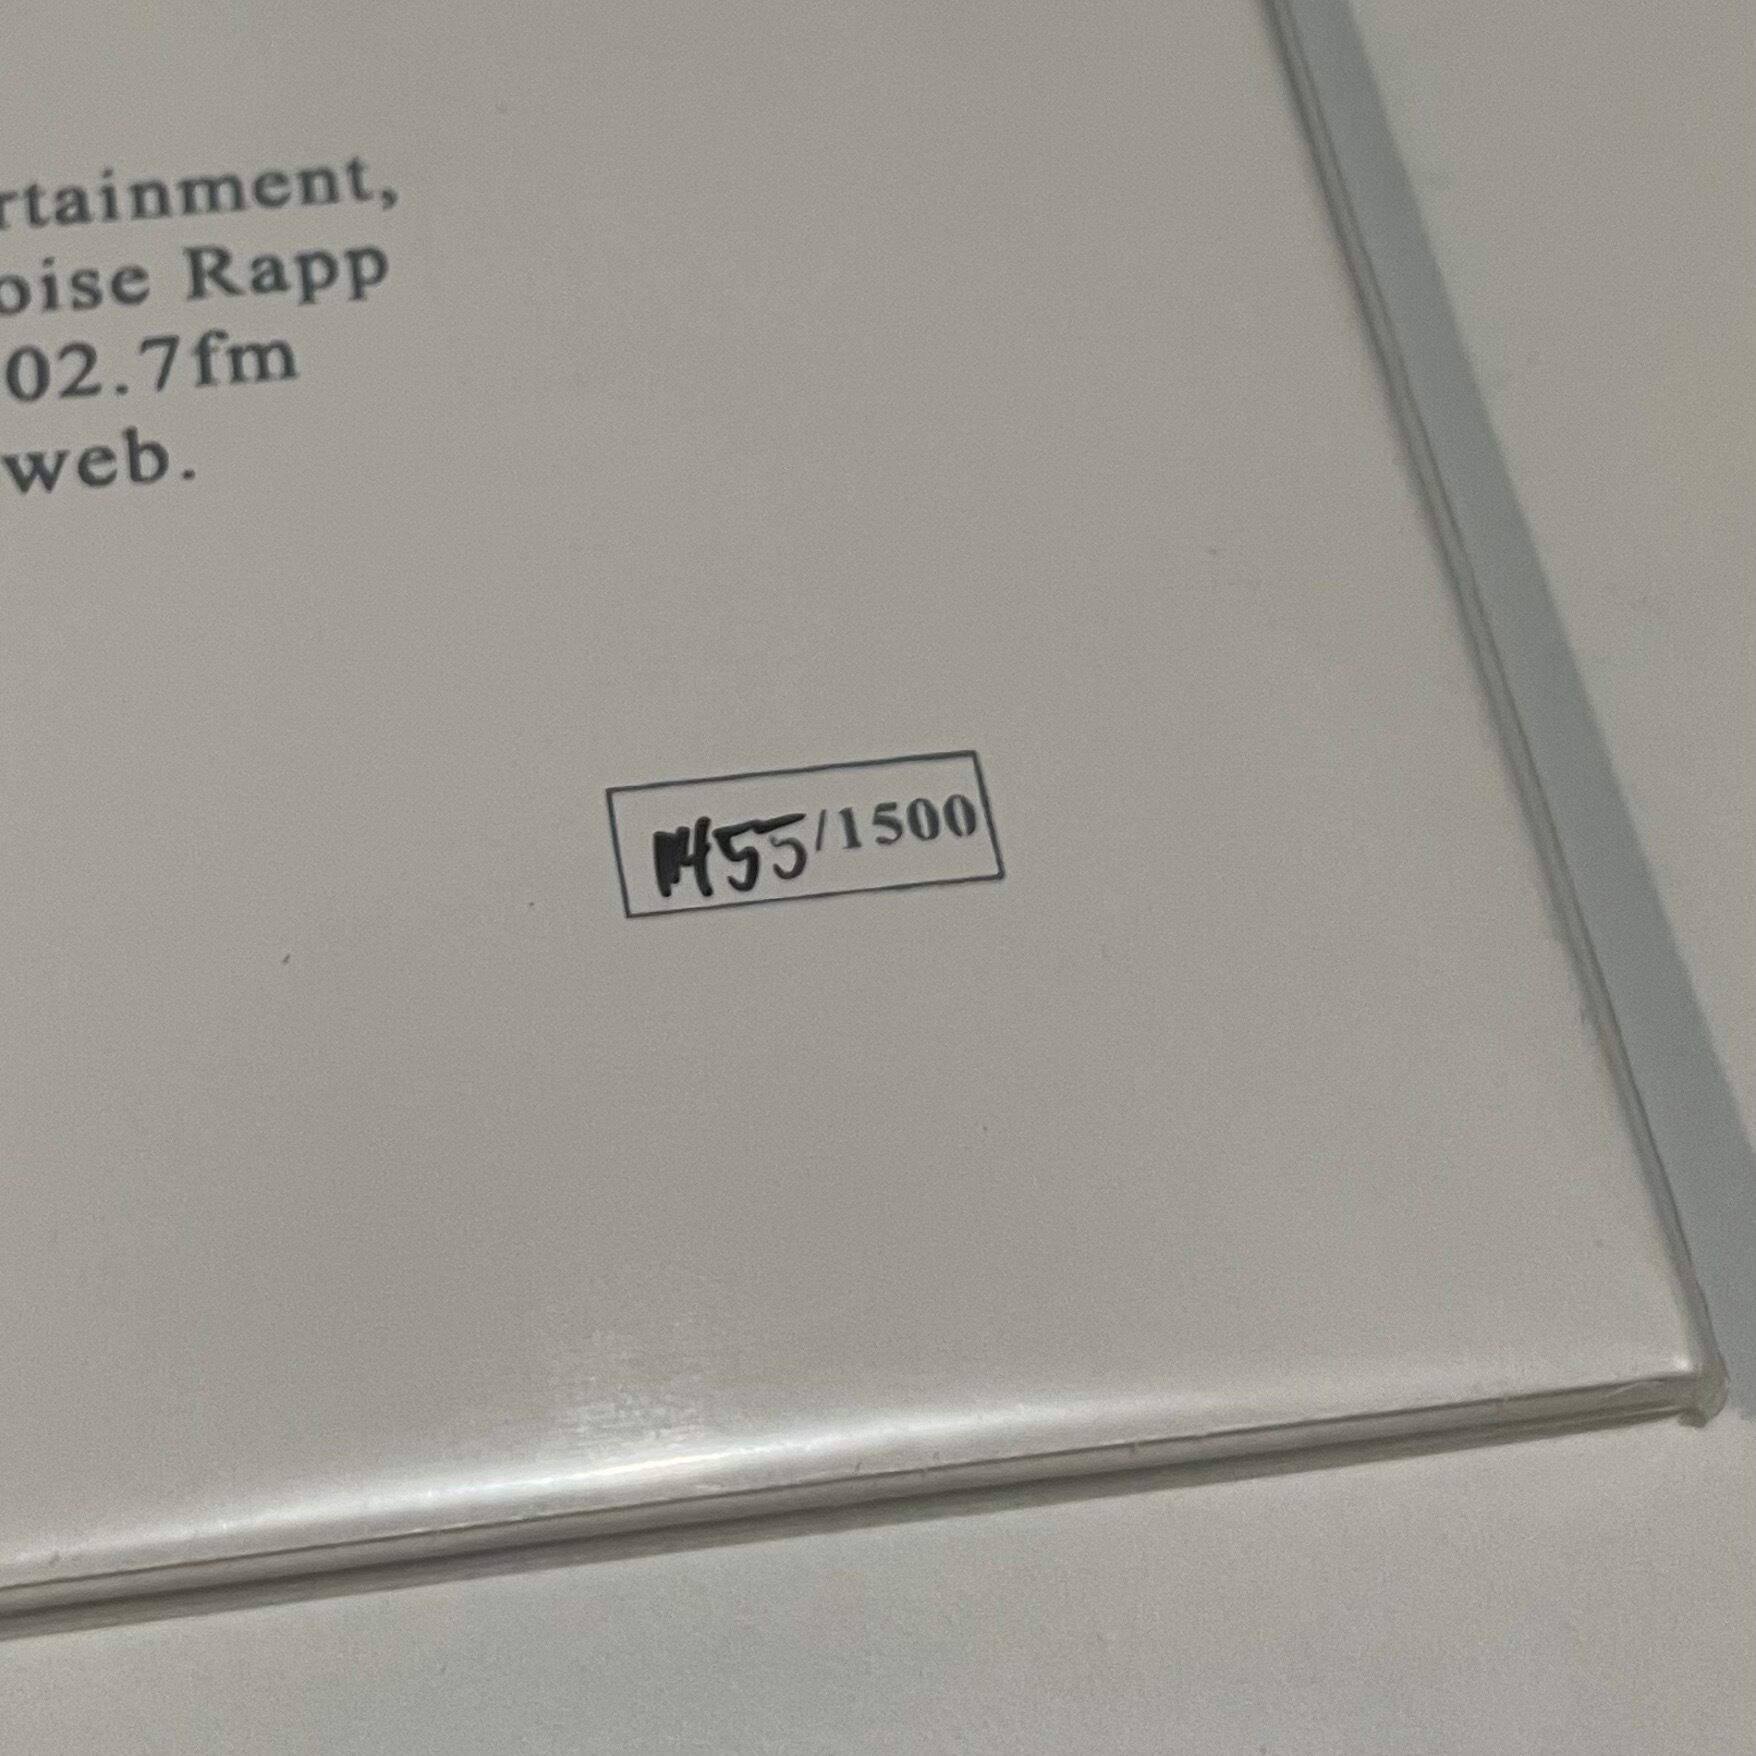 rtainment,
oise Rapp
02.7fm
web.
1455/1500